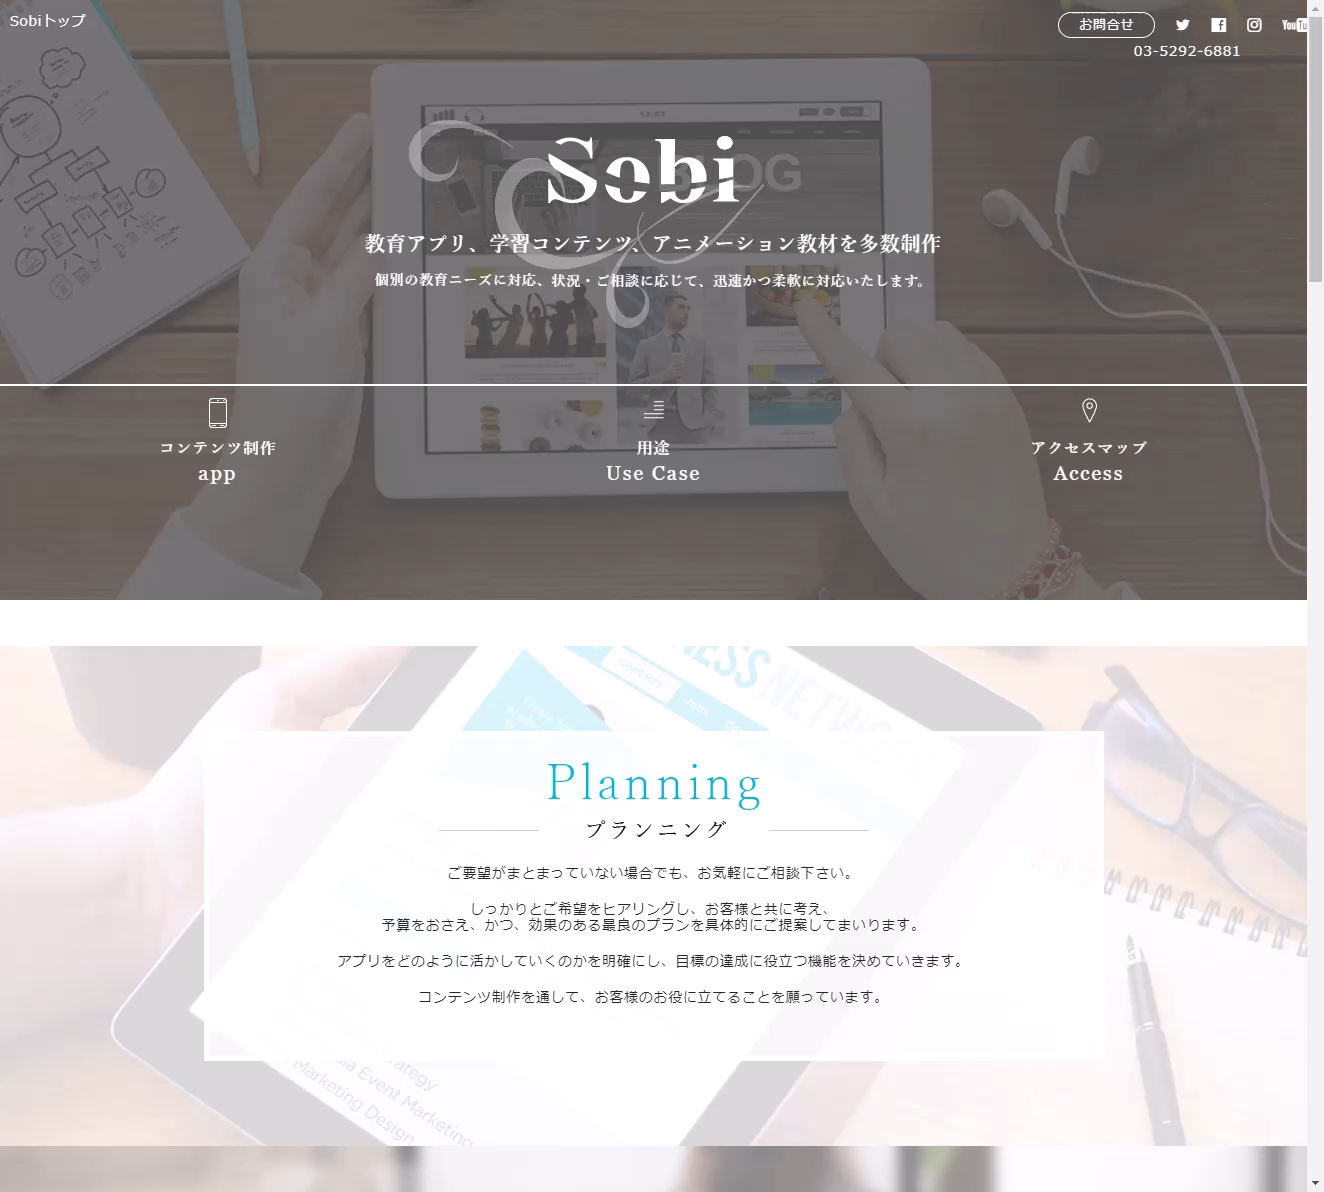 Sobiトップ
お問合せ
03-5292-6881
BLOG
Sobi
教育アプリ、学習コンテンツ、アニメーション教材を多数制作
個別の教育ニーズに対応、状況・ご相談に応じて、迅速かつ柔軟に対応いたします。
コンテンツ制作
app
用途
Use Case
アクセスマップ
Access
NESS NETWO
Contacts
Jobs
Planning
プランニング
ご要望がまとまっていない場合でも、お気軽にご相談下さい。
しっかりとご希望をヒアリングし、お客様と共に考え、
予算をおさえ、かつ、効果のある最良のプランを具体的にご提案してまいります。
アプリをどのように活かしていくのかを明確にし、目標の達成に役立つ機能を決めていきます。
コンテンツ制作を通して、お客様のお役に立てることを願っています。
Event Marketing
Marketing Design